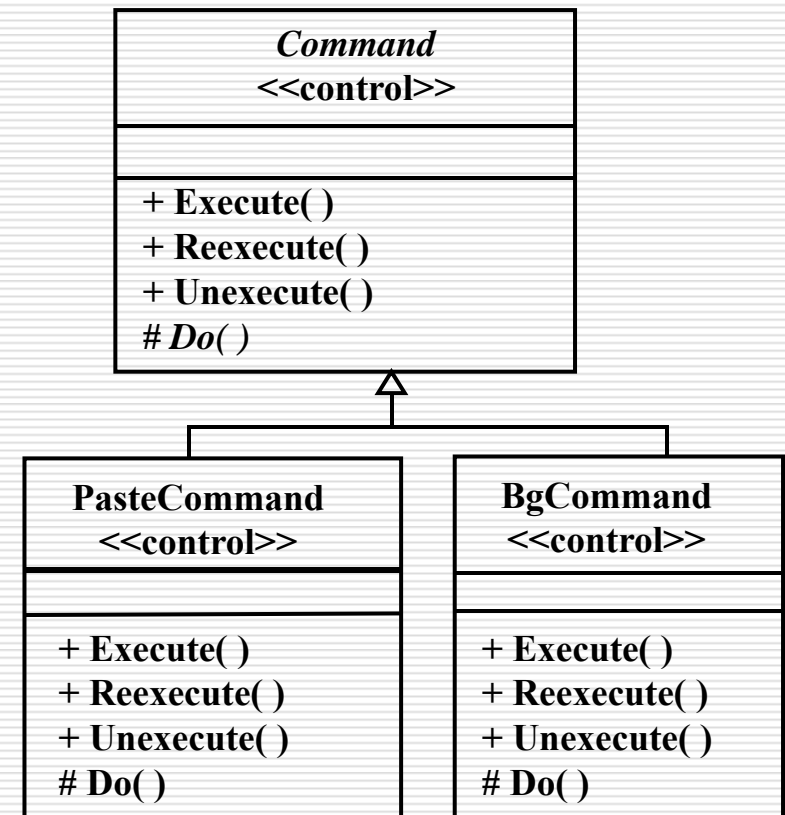 Command
<<control>>
+ Execute( )
+ Reexecute( )
+ Unexecute( )
# Do( )
PasteCommand
<<control>>
+ Execute( )
+ Reexecute( )
+ Unexecute( )
# Do( )
BgCommand
<<control>>
+ Execute( )
+ Reexecute( )
+ Unexecute( )
# Do( )